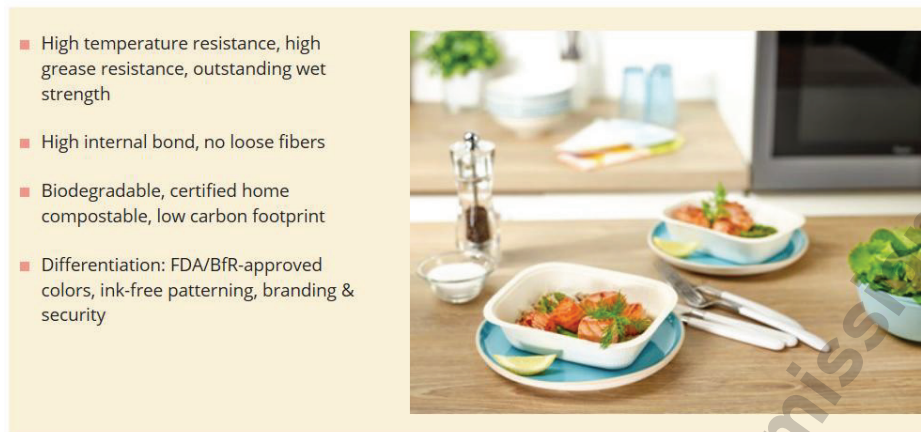 High temperature resistance, high
grease resistance, outstanding wet
strength
High internal bond, no loose fibers
Biodegradable, certified home
compostable, low carbon footprint
Differentiation: FDA/BfR-approved
colors, ink-free patterning, branding &
security